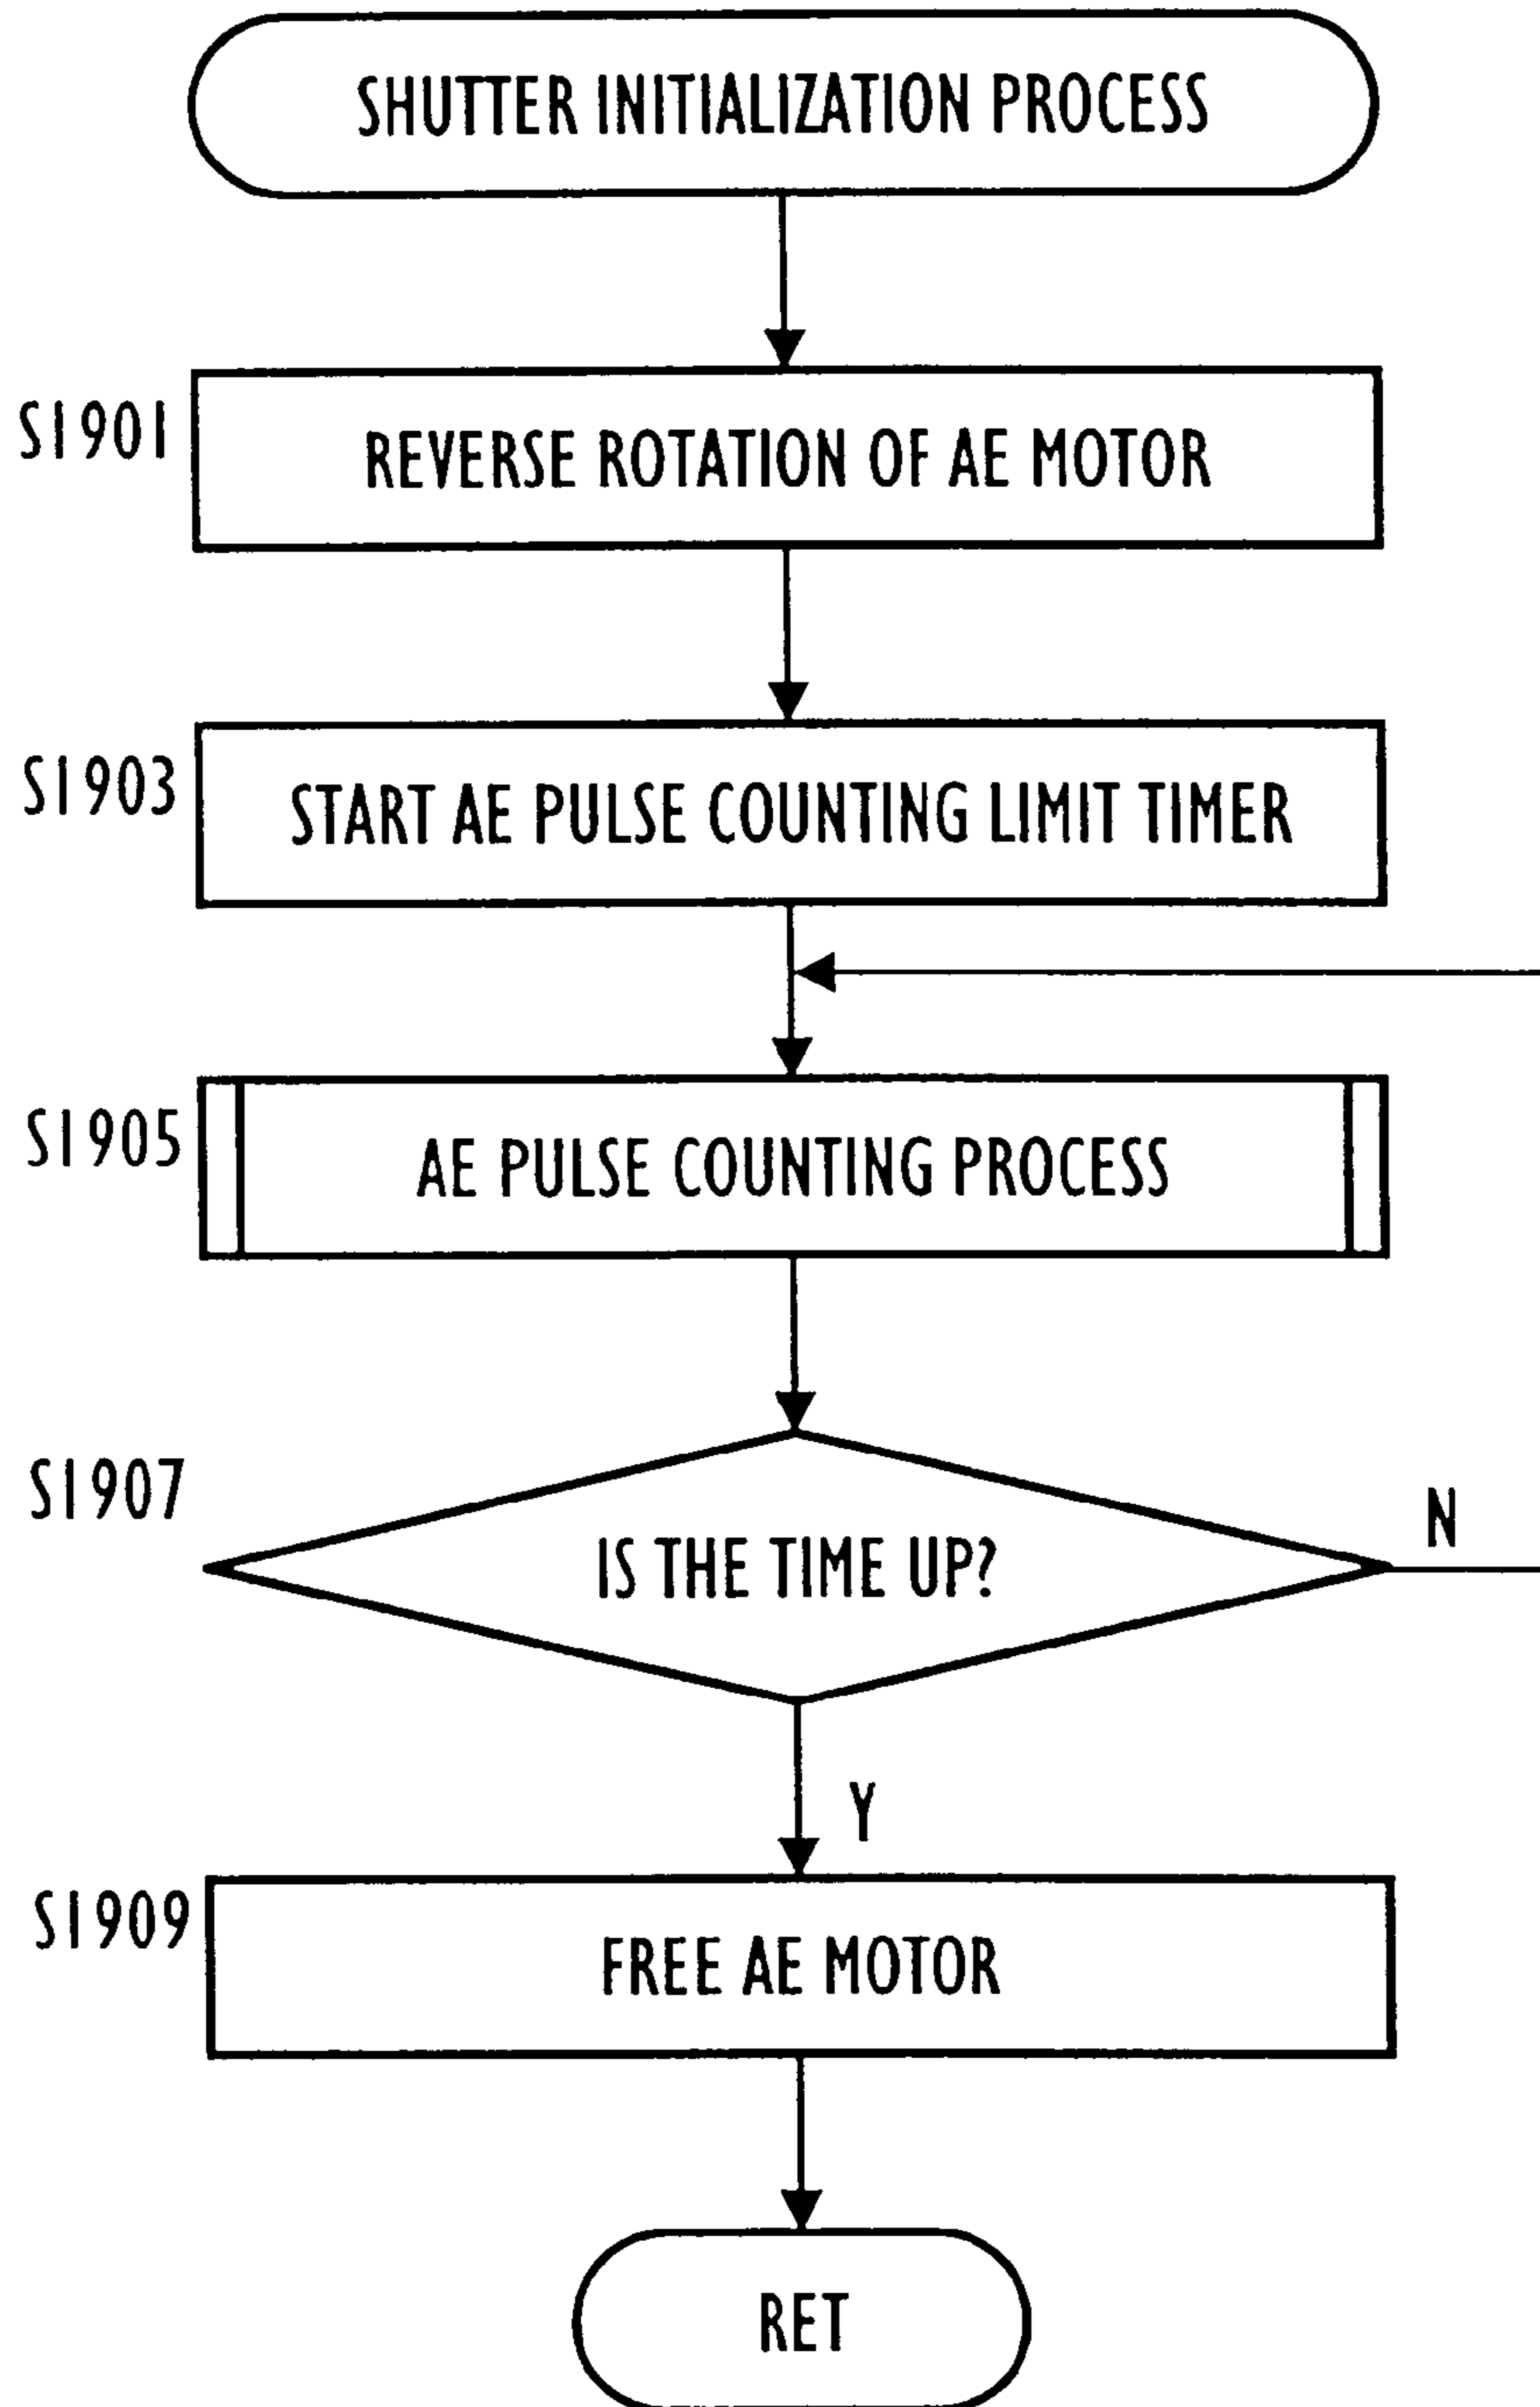 SHUTTER INITIALIZATION PROCESS
S1901
REVERSE ROTATION OF AE MOTOR
S1903
START AE PULSE COUNTING LIMIT TIMER
S1905
AE PULSE COUNTING PROCESS
S1907
IS THE TIME UP?
N
Y
S1909
FREE AE MOTOR
RET